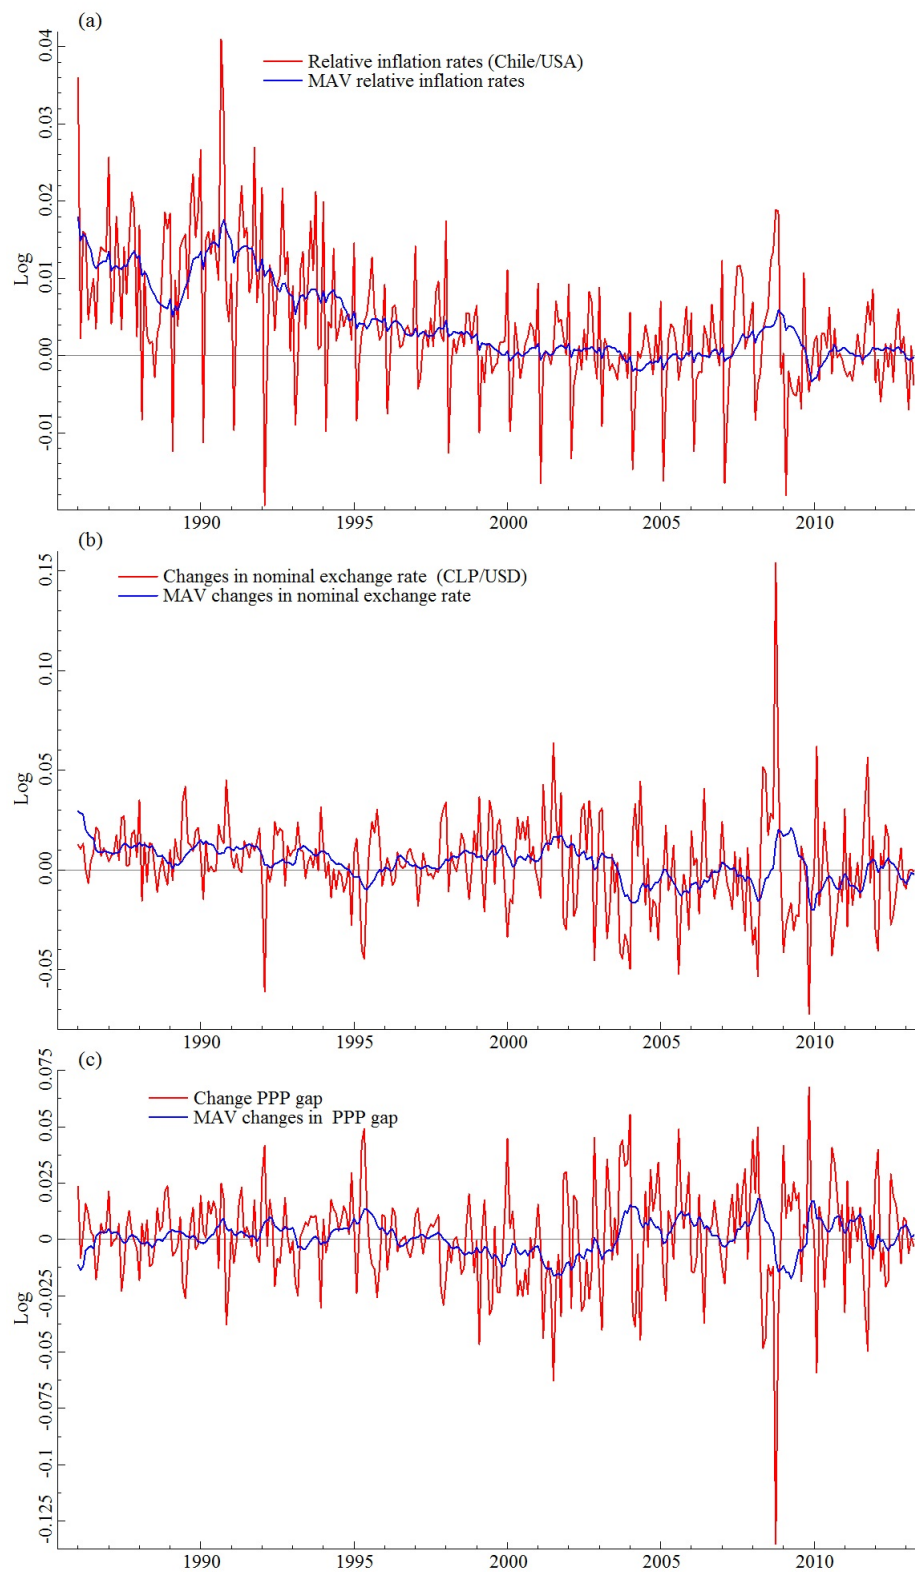 (a)
Relative inflation rates (Chile/USA)
MAV relative inflation rates
Log
0.04
0.03
0.02
0.01
0.00
-0.01
1990 1995 2000 2005 2010
(b)
Changes in nominal exchange rate (CLP/USD)
MAV changes in nominal exchange rate
Log
0.15
0.10
0.05
0.00
-0.05
1990 1995 2000 2005 2010
(c)
Change PPP gap
MAV changes in PPP gap
Log
0.075
0.05
0.025
0
-0.025
-0.05
-0.075
-0.1
-0.125
1990 1995 2000 2005 2010